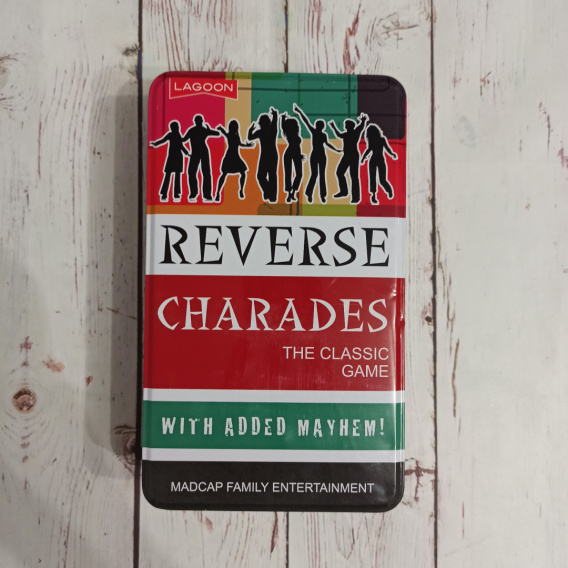 LAGOON
REVERSE
CHARADES
THE CLASSIC
GAME
WITH ADDED MAYHEM!
MADCAP FAMILY ENTERTAINMENT